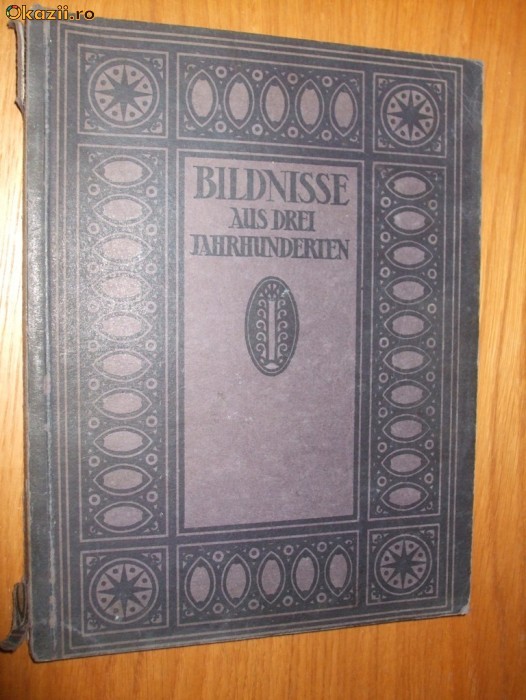 Okazii.ro
BILDNISSE
AUS DREI
JAHRHUNDERTEN